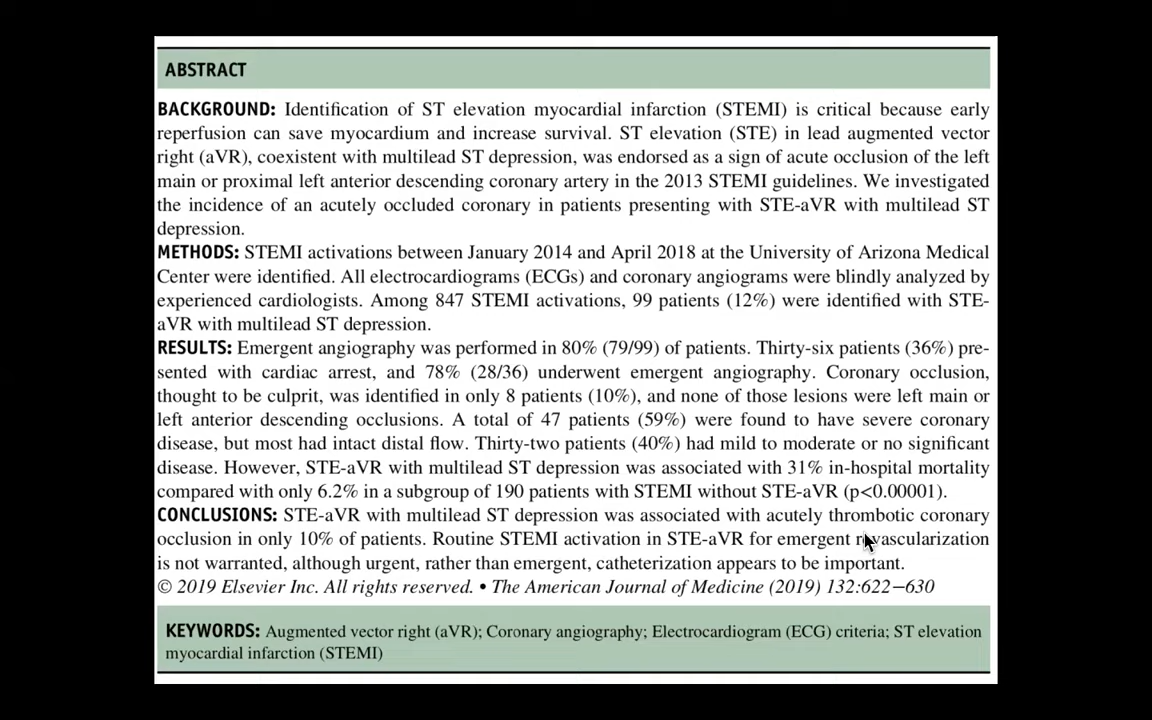 ABSTRACT
BACKGROUND: Identification of ST elevation myocardial infarction (STEMI) is critical because early
reperfusion can save myocardium and increase survival. ST elevation (STE) in lead augmented vector
right (aVR), coexistent with multilead ST depression, was endorsed as a sign of acute occlusion of the left
main or proximal left anterior descending coronary artery in the 2013 STEMI guidelines. We investigated
the incidence of an acutely occluded coronary in patients presenting with STE-aVR with multilead ST
depression.
METHODS: STEMI activations between January 2014 and April 2018 at the University of Arizona Medical
Center were identified. All electrocardiograms (ECGs) and coronary angiograms were blindly analyzed by
experienced cardiologists. Among 847 STEMI activations, 99 patients (12%) were identified with STE-
aVR with multilead ST depression.
RESULTS: Emergent angiography was performed in 80% (79/99) of patients. Thirty-six patients (36%) pre-
sented with cardiac arrest, and 78% (28/36) underwent emergent angiography. Coronary occlusion,
thought to be culprit, was identified in only 8 patients (10%), and none of those lesions were left main or
left anterior descending occlusions. A total of 47 patients (59%) were found to have severe coronary
disease, but most had intact distal flow. Thirty-two patients (40%) had mild to moderate or no significant
disease. However, STE-aVR with multilead ST depression was associated with 31% in-hospital mortality
compared with only 6.2% in a subgroup of 190 patients with STEMI without STE-aVR (p<0.00001).
CONCLUSIONS: STE-aVR with multilead ST depression was associated with acutely thrombotic coronary
occlusion in only 10% of patients. Routine STEMI activation in STE-aVR for emergent revascularization
is not warranted, although urgent, rather than emergent, catheterization appears to be important.
© 2019 Elsevier Inc. All rights reserved. • The American Journal of Medicine (2019) 132:622−630
KEYWORDS: Augmented vector right (aVR); Coronary angiography; Electrocardiogram (ECG) criteria; ST elevation
myocardial infarction (STEMI)